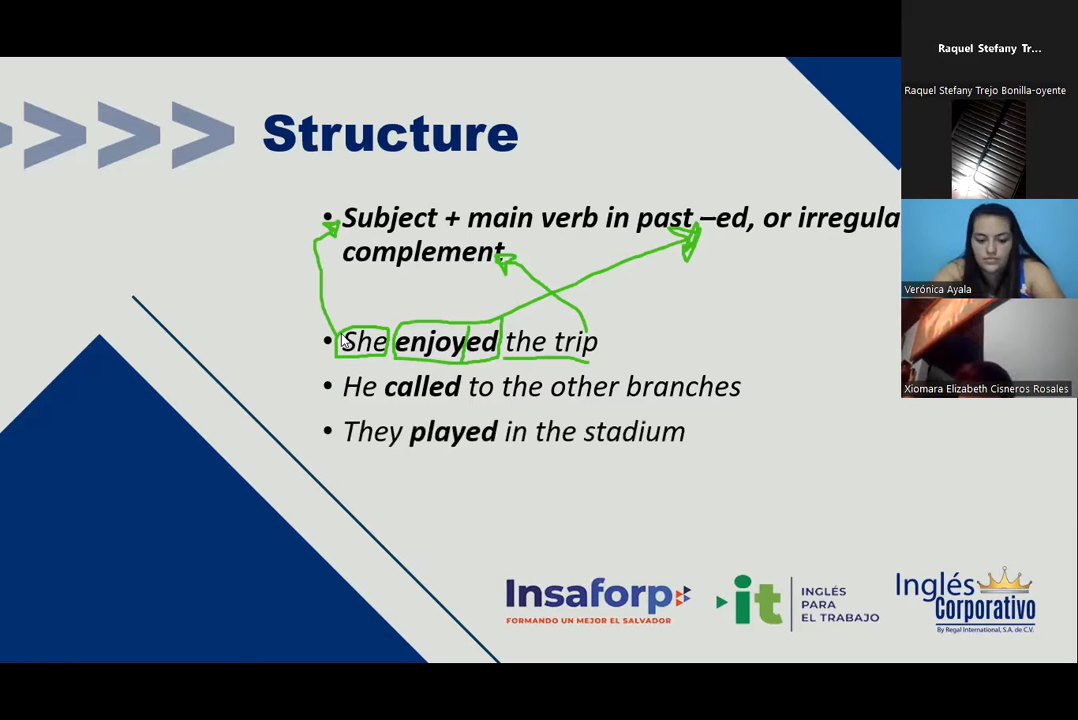 Raquel Stefany Tr...
Raquel Stefany Trejo Bonilla-oyente
Structure
• Subject + main verb in past –ed, or irregula
complement
Verónica Ayala
• She enjoyed the trip
• He called to the other branches
Xiomara Elizabeth Cisneros Rosales
• They played in the stadium
Insaforp
FORMANDO UN MEJOR EL SALVADOR
it
INGLÉS
PARA
EL TRABAJO
Inglés
Corporativo
By Regal International, S.A. de C.V.